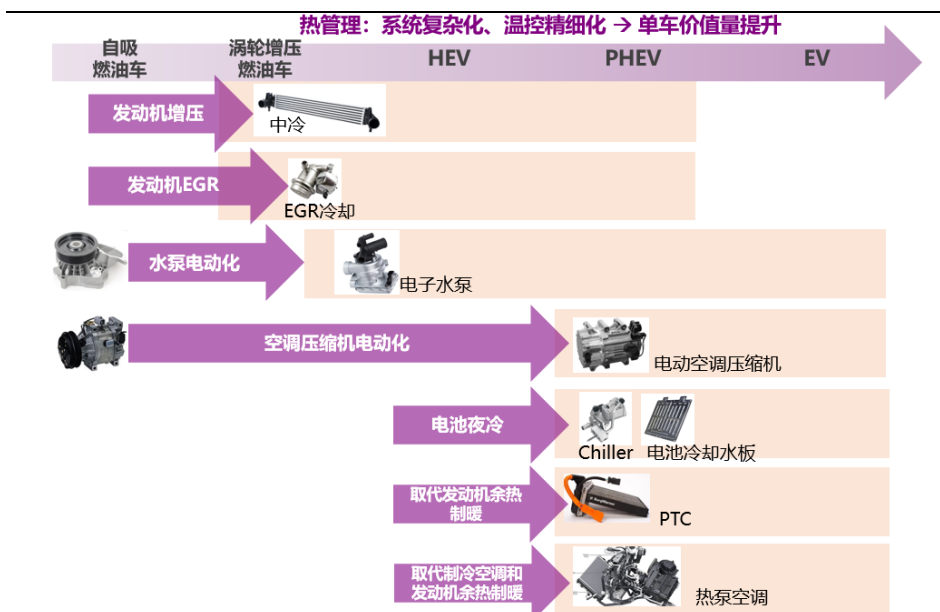 热管理：系统复杂化、温控精细化 → 单车价值量提升
自吸
燃油车
涡轮增压
燃油车
HEV
PHEV
EV
发动机增压
中冷
发动机EGR
EGR冷却
水泵电动化
电子水泵
空调压缩机电动化
电动空调压缩机
电池夜冷
Chiller
电池冷却水板
取代发动机余热
制暖
PTC
取代制冷空调和
发动机余热制暖
热泵空调